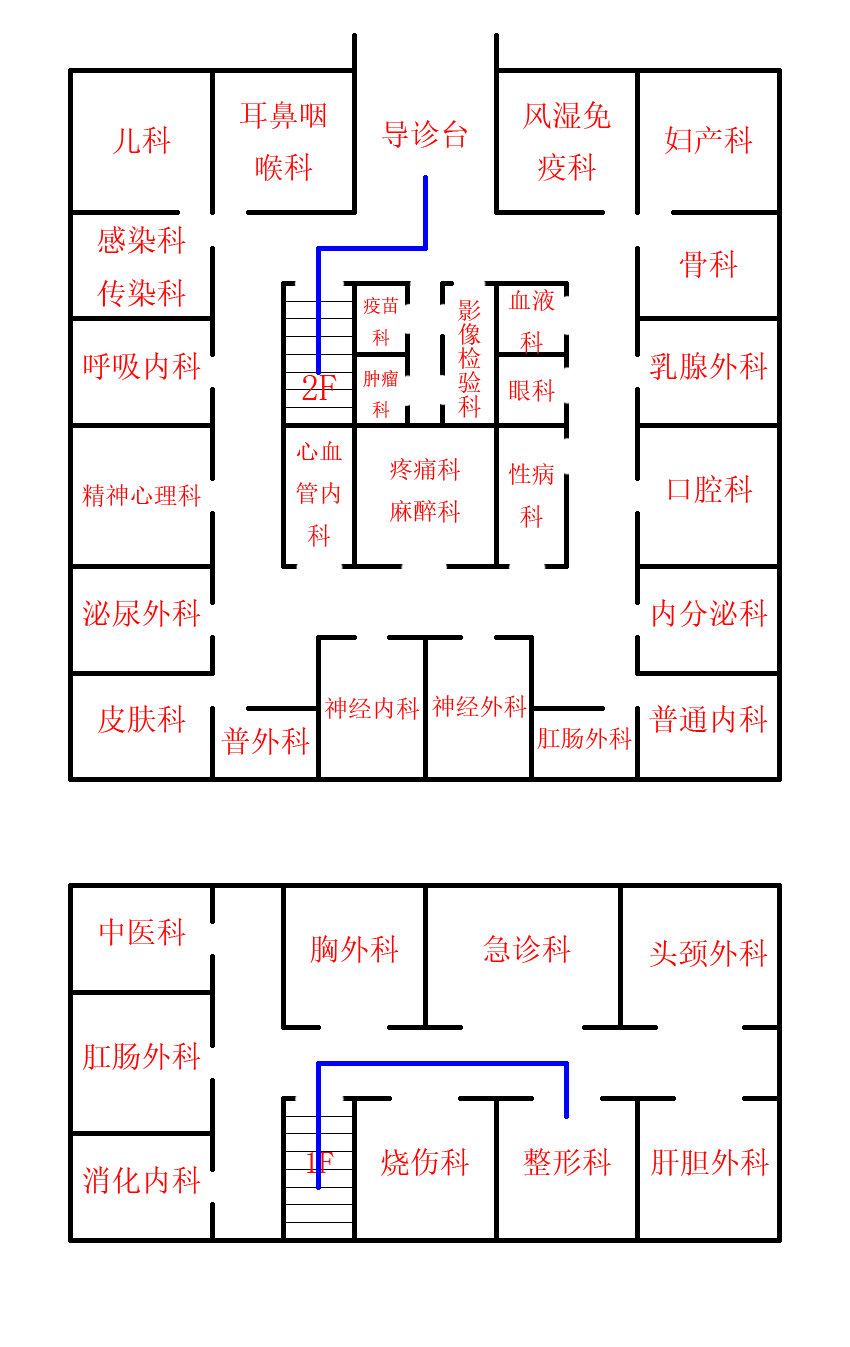 儿科
耳鼻咽
喉科
导诊台
风湿免
疫科
妇产科
感染科
传染科
骨科
疫苗
科
影像检验科
血液
科
呼吸内科
2F
肿瘤
科
眼科
乳腺外科
精神心理科
心血
管内
科
疼痛科
麻醉科
性病
科
口腔科
泌尿外科
内分泌科
皮肤科
普外科
神经内科
神经外科
肛肠外科
普通内科
中医科
胸外科
急诊科
头颈外科
肛肠外科
消化内科
1F
烧伤科
整形科
肝胆外科